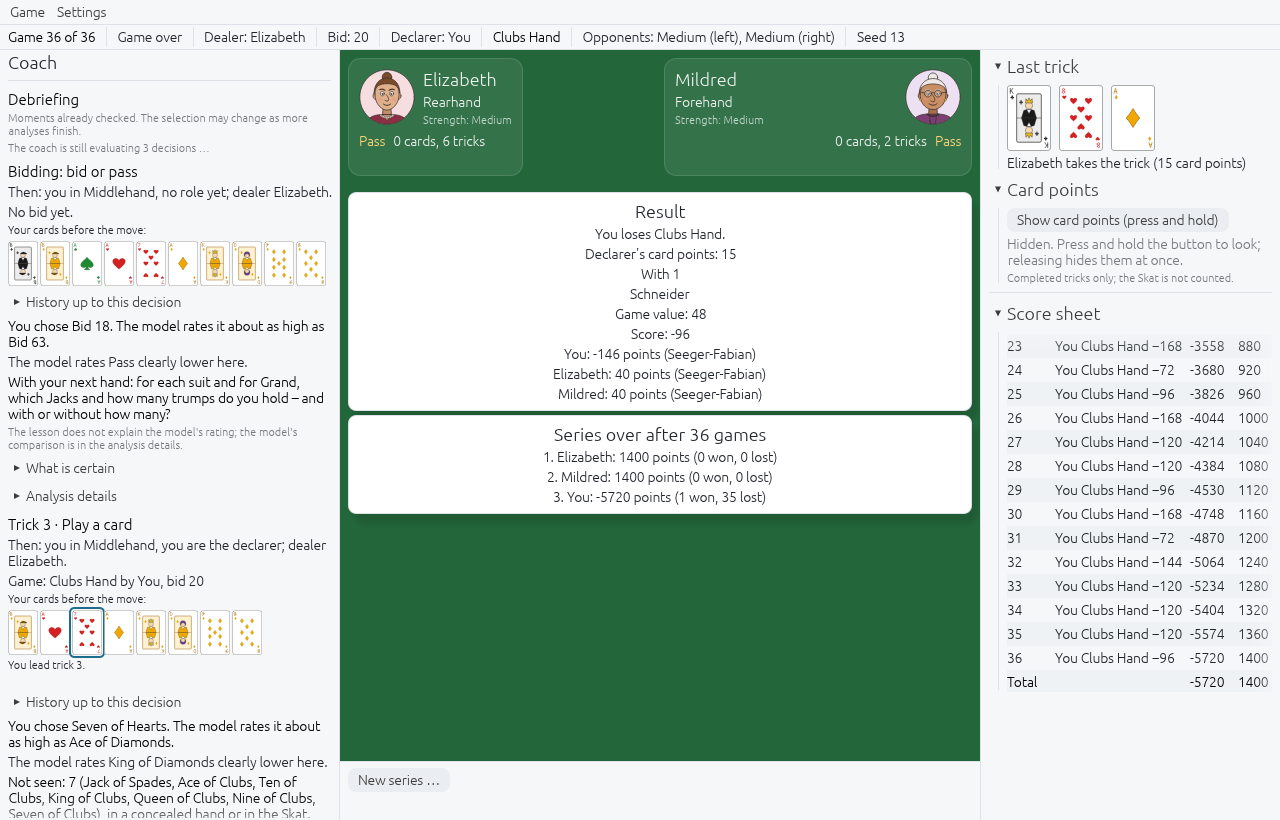 Game Settings
Game 36 of 36 Game over Dealer: Elizabeth Bid: 20 Declarer: You Clubs Hand Opponents: Medium (left), Medium (right) Seed 13
Coach
Debriefing
Moments already checked. The selection may change as more
analyses finish.
The coach is still evaluating 3 decisions …
Bidding: bid or pass
Then: you in Middlehand, no role yet; dealer Elizabeth.
No bid yet.
Your cards before the move:
History up to this decision
You chose Bid 18. The model rates it about as high as
Bid 63.
The model rates Pass clearly lower here.
With your next hand: for each suit and for Grand,
which Jacks and how many trumps do you hold – and
with or without how many?
The lesson does not explain the model's rating; the model's
comparison is in the analysis details.
What is certain
Analysis details
Trick 3 · Play a card
Then: you in Middlehand, you are the declarer; dealer
Elizabeth.
Game: Clubs Hand by You, bid 20
Your cards before the move:
You lead trick 3.
History up to this decision
You chose Seven of Hearts. The model rates it about
as high as Ace of Diamonds.
The model rates King of Diamonds clearly lower here.
Not seen: 7 (Jack of Spades, Ace of Clubs, Ten of
Clubs, King of Clubs, Queen of Clubs, Nine of Clubs,
Seven of Clubs), in a concealed hand or in the Skat.
Elizabeth
Rearhand
Strength: Medium
Pass 0 cards, 6 tricks
Mildred
Forehand
Strength: Medium
0 cards, 2 tricks Pass
Result
You loses Clubs Hand.
Declarer's card points: 15
With 1
Schneider
Game value: 48
Score: -96
You: -146 points (Seeger-Fabian)
Elizabeth: 40 points (Seeger-Fabian)
Mildred: 40 points (Seeger-Fabian)
Series over after 36 games
1. Elizabeth: 1400 points (0 won, 0 lost)
2. Mildred: 1400 points (0 won, 0 lost)
3. You: -5720 points (1 won, 35 lost)
New series …
Last trick
K
8
A
Elizabeth takes the trick (15 card points)
Card points
Show card points (press and hold)
Hidden. Press and hold the button to look;
releasing hides them at once.
Completed tricks only; the Skat is not counted.
Score sheet
23 You Clubs Hand −168 -3558 880
24 You Clubs Hand −72 -3680 920
25 You Clubs Hand −96 -3826 960
26 You Clubs Hand −168 -4044 1000
27 You Clubs Hand −120 -4214 1040
28 You Clubs Hand −120 -4384 1080
29 You Clubs Hand −96 -4530 1120
30 You Clubs Hand −168 -4748 1160
31 You Clubs Hand −72 -4870 1200
32 You Clubs Hand −144 -5064 1240
33 You Clubs Hand −120 -5234 1280
34 You Clubs Hand −120 -5404 1320
35 You Clubs Hand −120 -5574 1360
36 You Clubs Hand −96 -5720 1400
Total -5720 1400